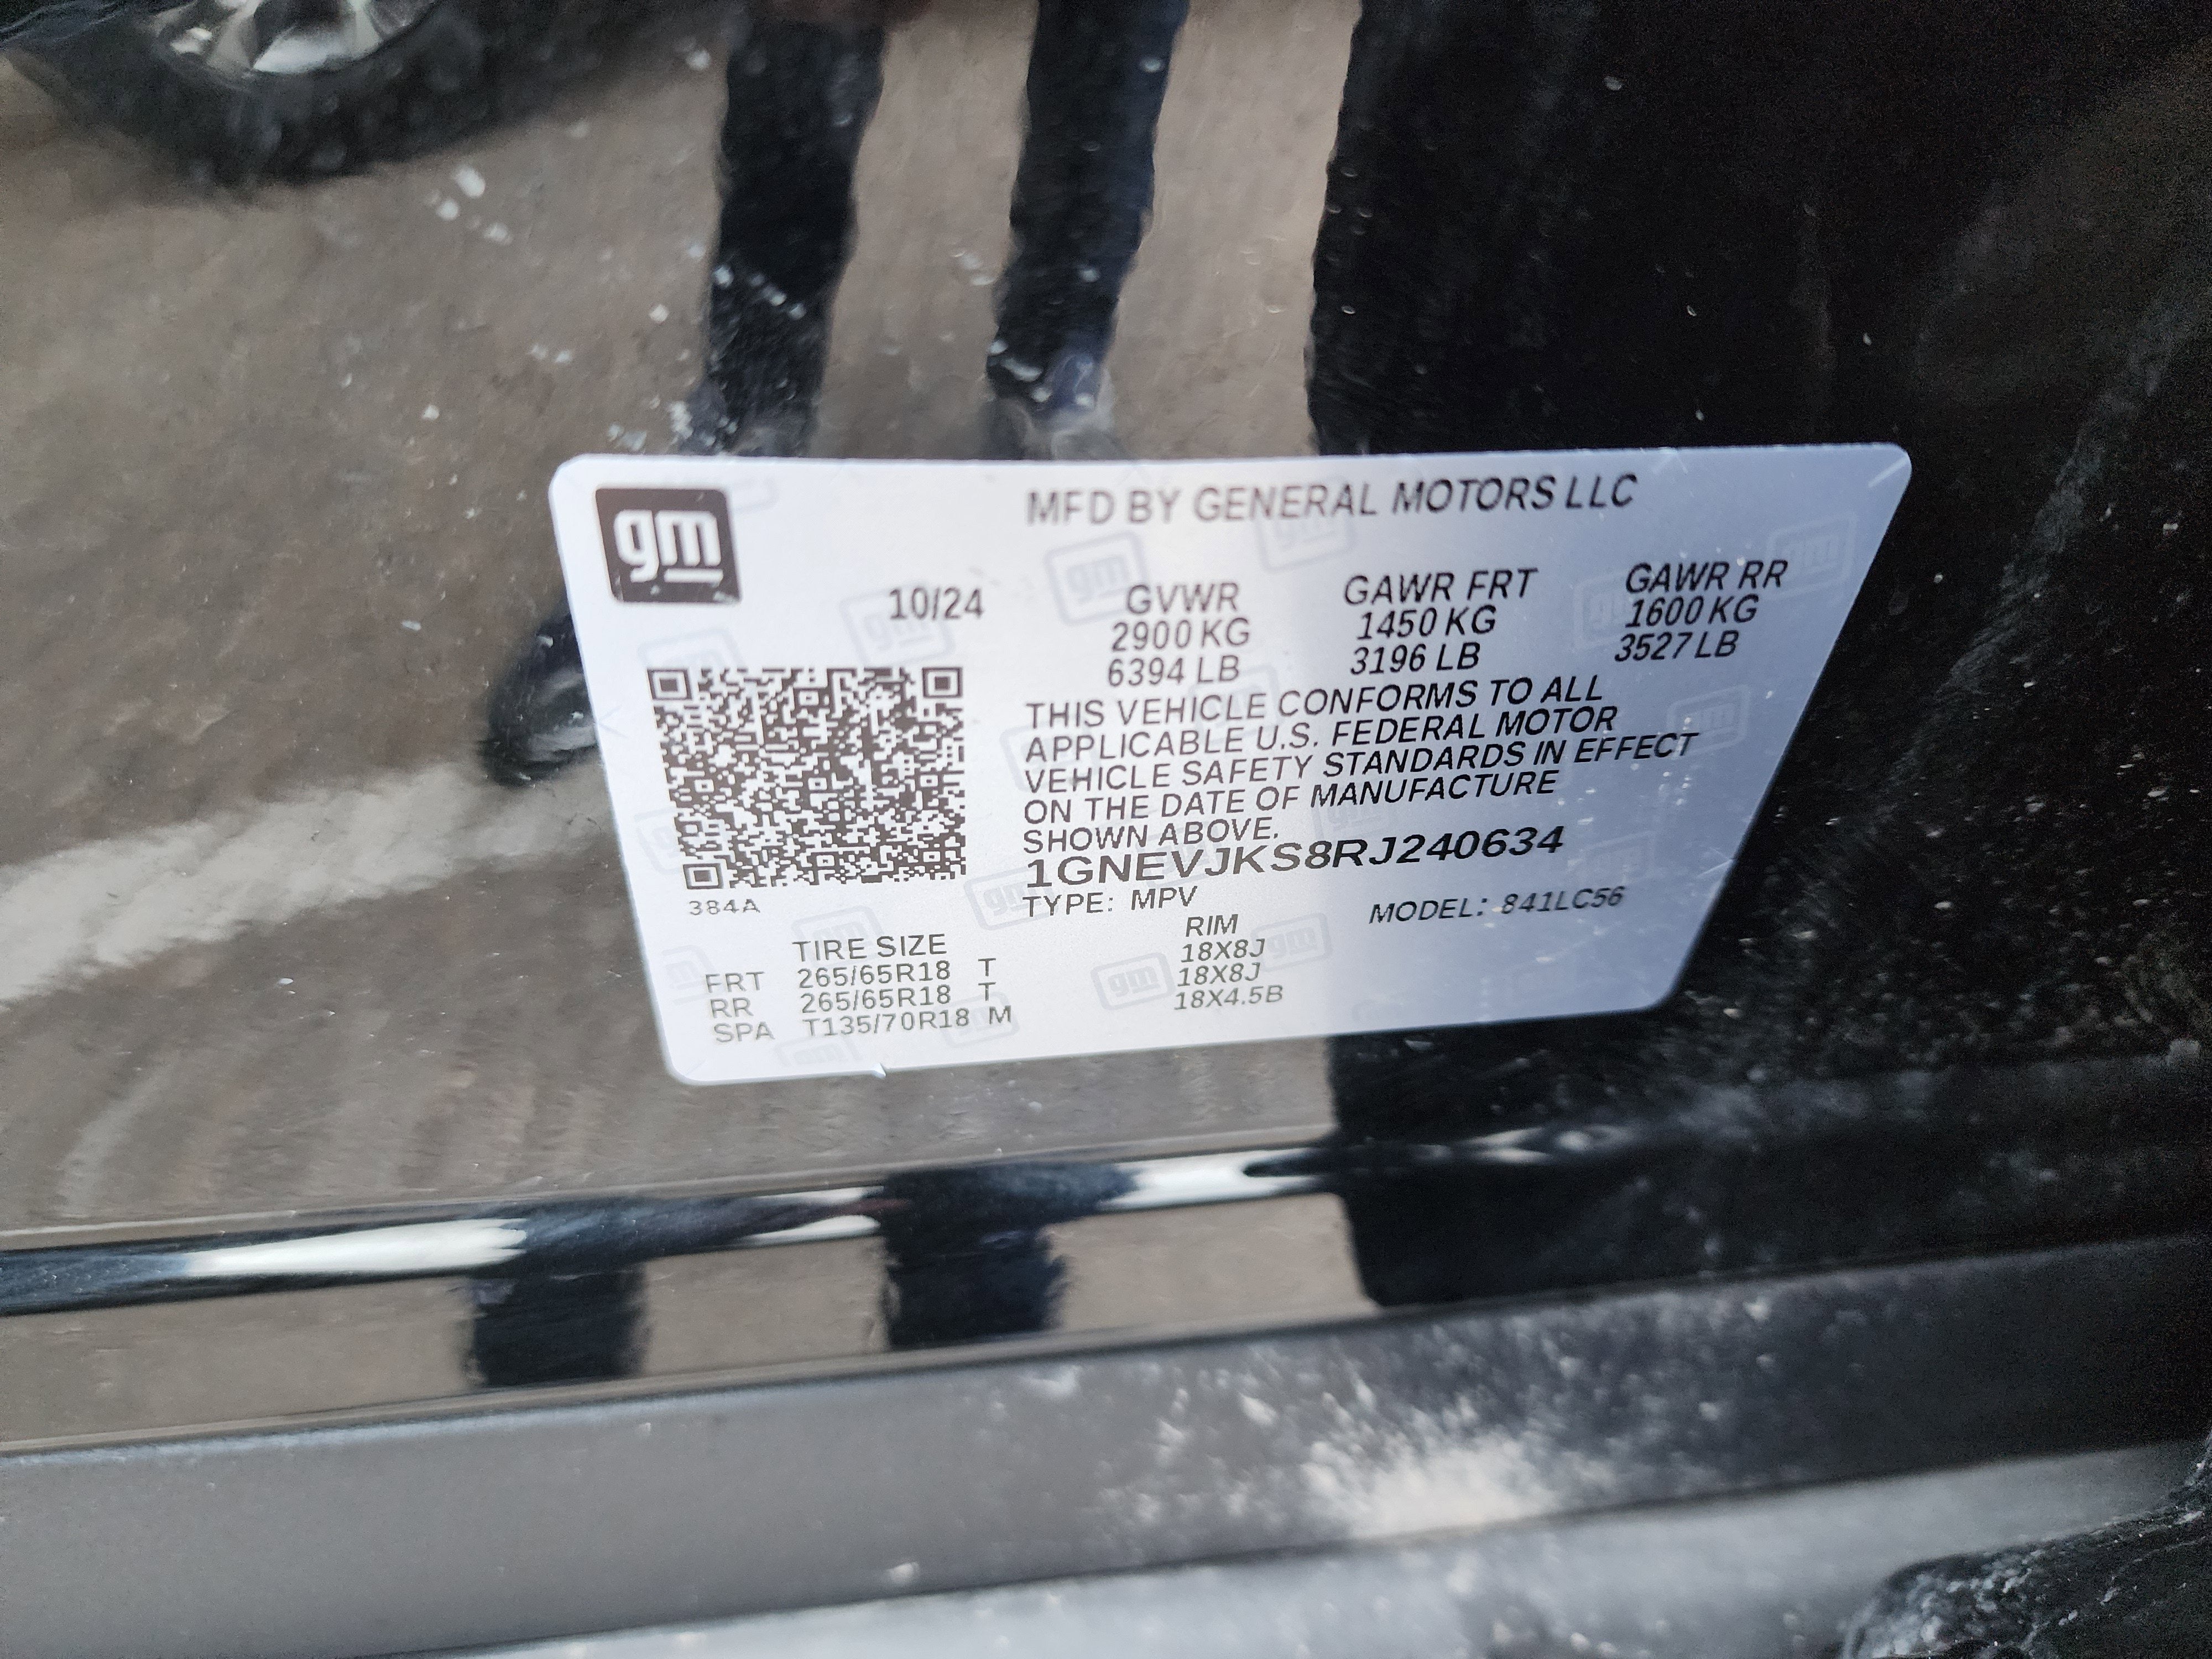 gm
MFD BY GENERAL MOTORS LLC
10/24
GVWR GAWR FRT GAWR RR
2900 KG 1450 KG 1600 KG
6394 LB 3196 LB 3527 LB
THIS VEHICLE CONFORMS TO ALL
APPLICABLE U.S. FEDERAL MOTOR
VEHICLE SAFETY STANDARDS IN EFFECT
ON THE DATE OF MANUFACTURE
SHOWN ABOVE.
1GNEVJKS8RJ240634
384A
TYPE: MPV MODEL: 841LC56
TIRE SIZE RIM
FRT 265/65R18 T 18X8J
RR 265/65R18 T 18X8J
SPA T135/70R18 M 18X4.5B